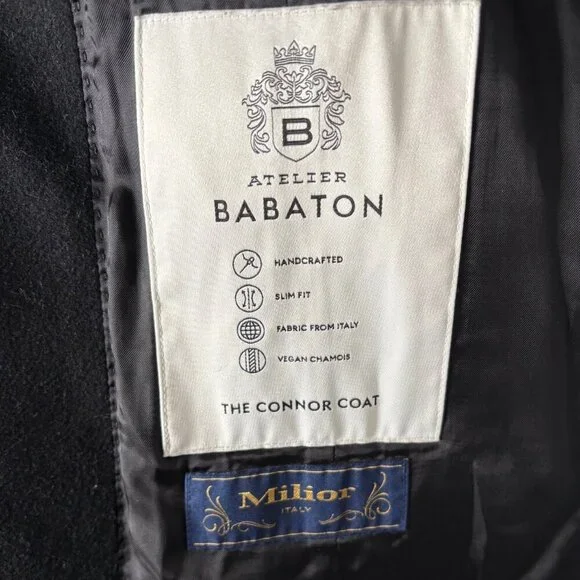 B
ATELIER
BABATON
HANDCRAFTED
SLIM FIT
FABRIC FROM ITALY
VEGAN CHAMOIS
THE CONNOR COAT
Milior
ITALY